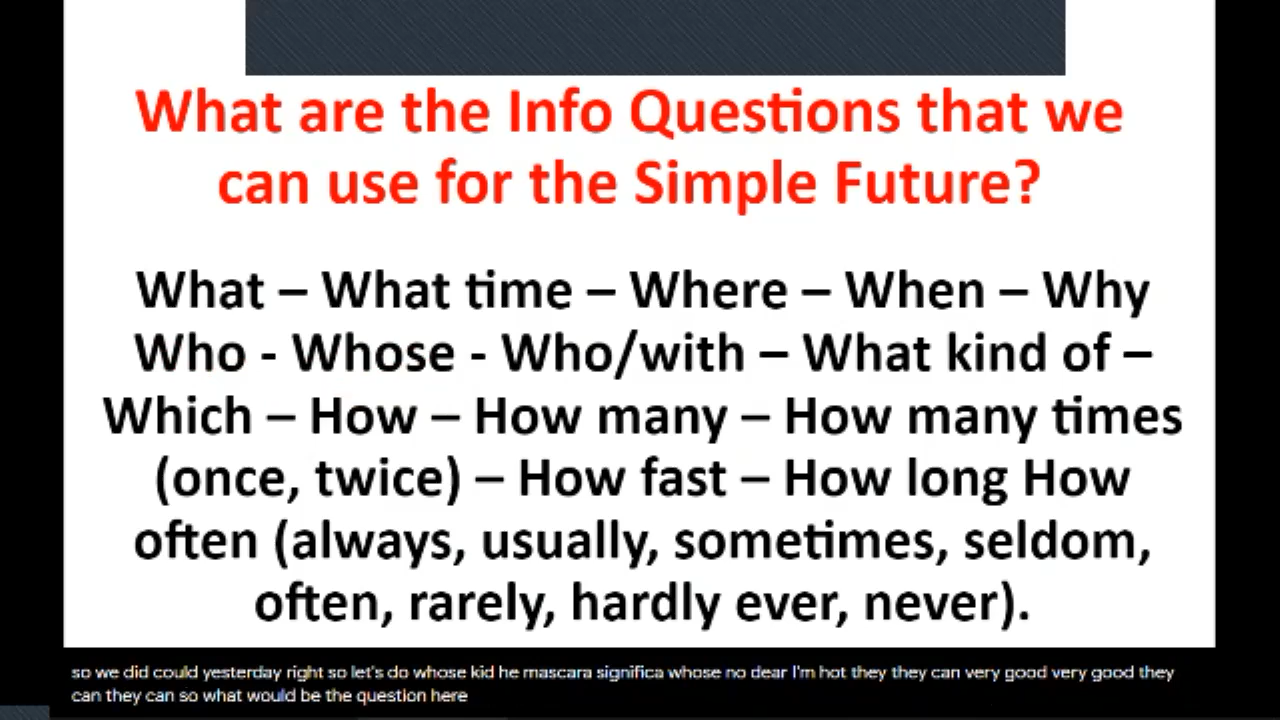 What are the Info Questions that we
can use for the Simple Future?
What – What time – Where – When – Why
Who - Whose - Who/with – What kind of –
Which – How – How many – How many times
(once, twice) – How fast – How long How
often (always, usually, sometimes, seldom,
often, rarely, hardly ever, never).
so we did could yesterday right so let's do whose kid he mascara significa whose no dear I'm hot they they can very good very good they
can they can so what would be the question here